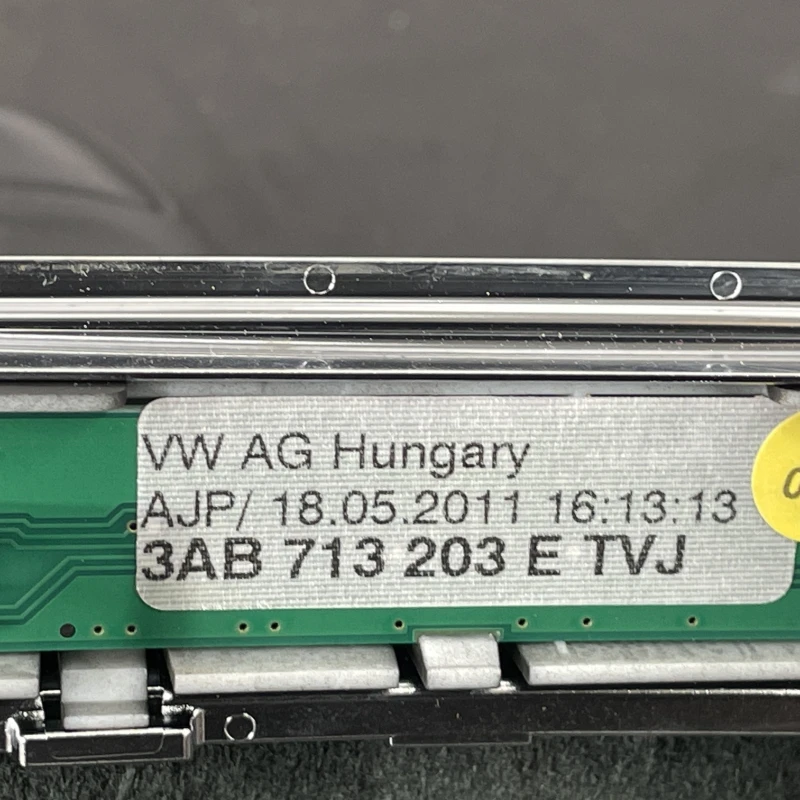 VW AG Hungary
AJP/ 18.05.2011 16:13:13
3AB 713 203 E TVJ